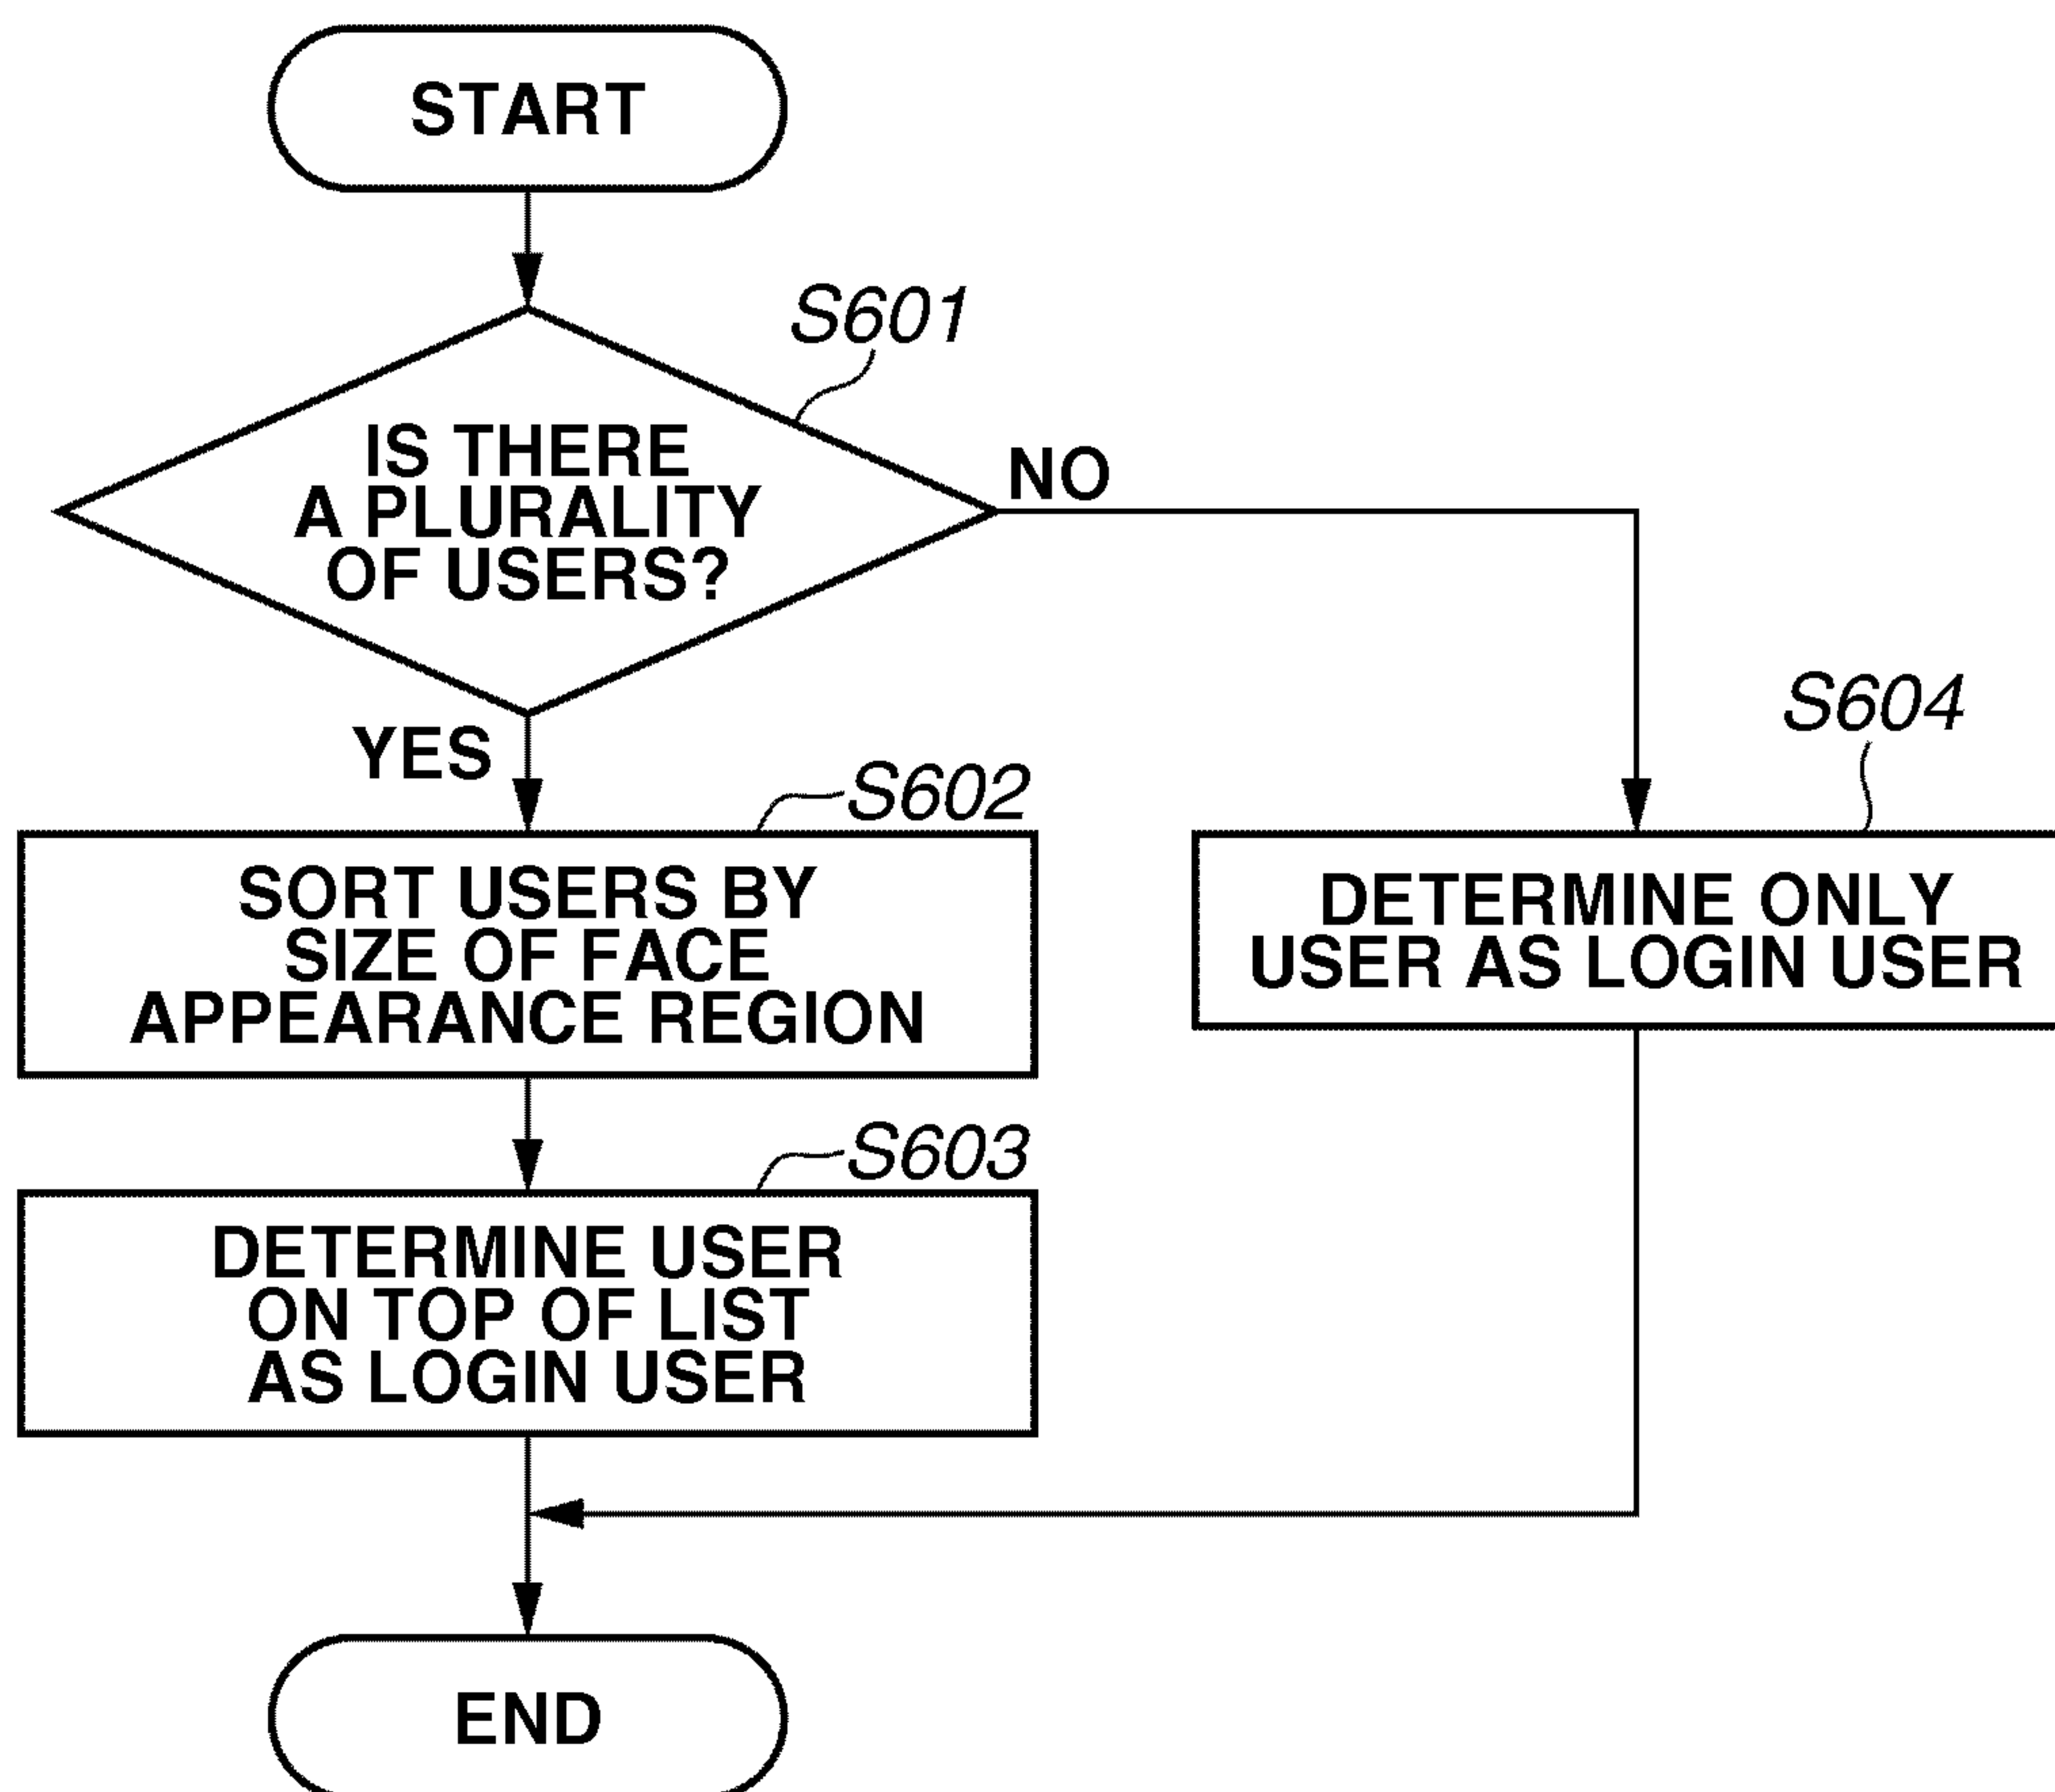 START
S601
IS THERE
A PLURALITY
OF USERS?
NO
YES
S602
SORT USERS BY
SIZE OF FACE
APPEARANCE REGION
S604
DETERMINE ONLY
USER AS LOGIN USER
S603
DETERMINE USER
ON TOP OF LIST
AS LOGIN USER
END